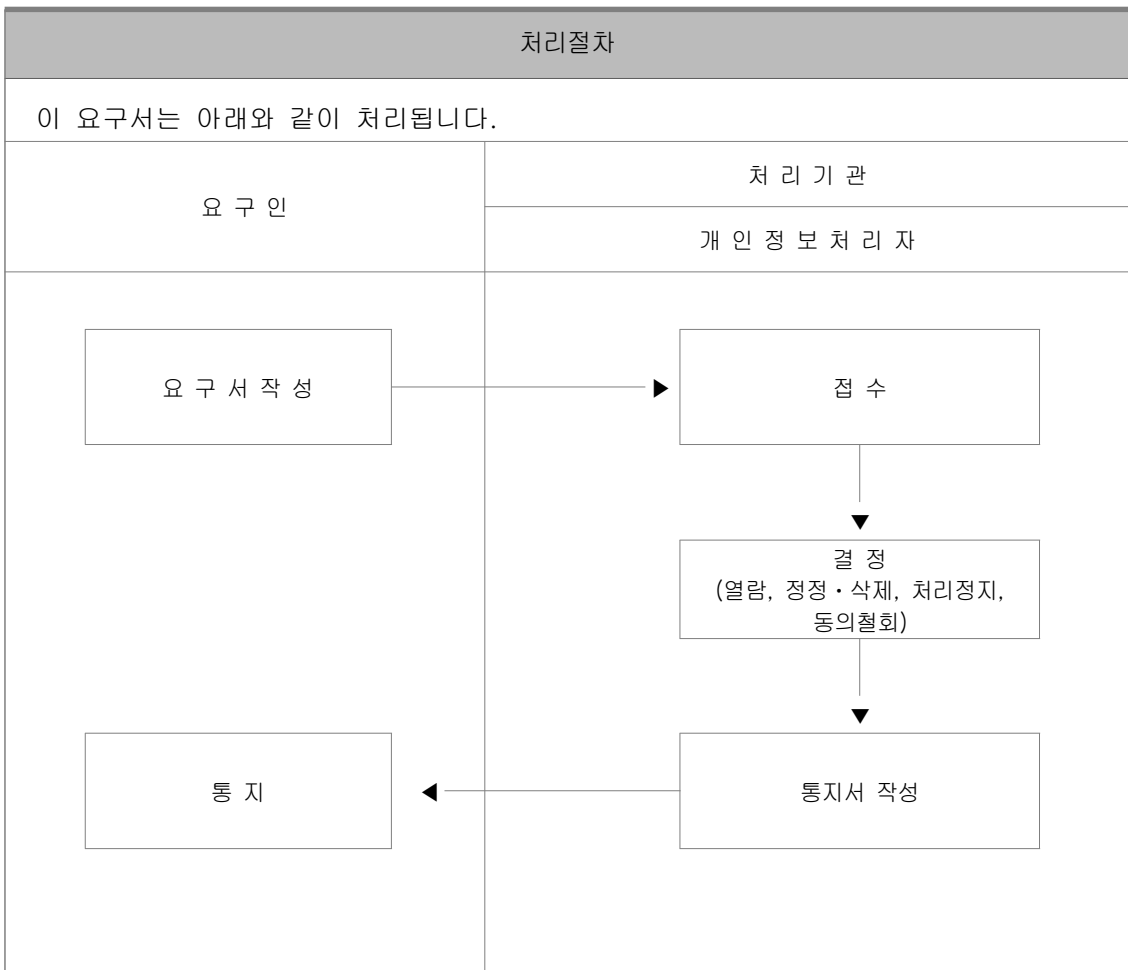 처리절차
이 요구서는 아래와 같이 처리됩니다.
요 구 인
처 리 기 관
개 인 정 보 처 리 자
요 구 서 작 성
접 수
결 정
(열람, 정정・삭제, 처리정지,
동의철회)
통 지
통지서 작성